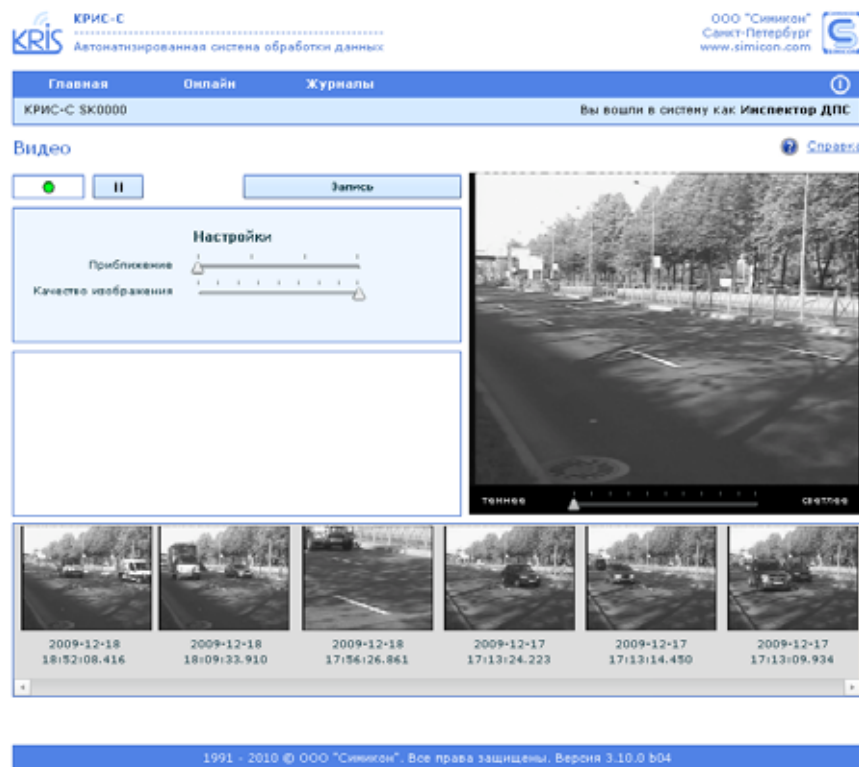 KRIS
КРИС-С
Автоматизированная система обработки данных
ООО "Симикон"
Санкт-Петербург
www.simicon.com
Главная Онлайн Журналы
КРИС-С SK0000
Вы вошли в систему как Инспектор ДПС
Видео
Справка
Запись
Настройки
Приближение
Качество изображения
темнее светлее
2009-12-18 2009-12-18 2009-12-18 2009-12-17 2009-12-17 2009-12-17
18:52:08.416 18:09:33.910 17:56:26.861 17:13:24.223 17:13:14.450 17:13:09.934
1991 - 2010 © ООО "Симикон". Все права защищены. Версия 3.10.0 b04